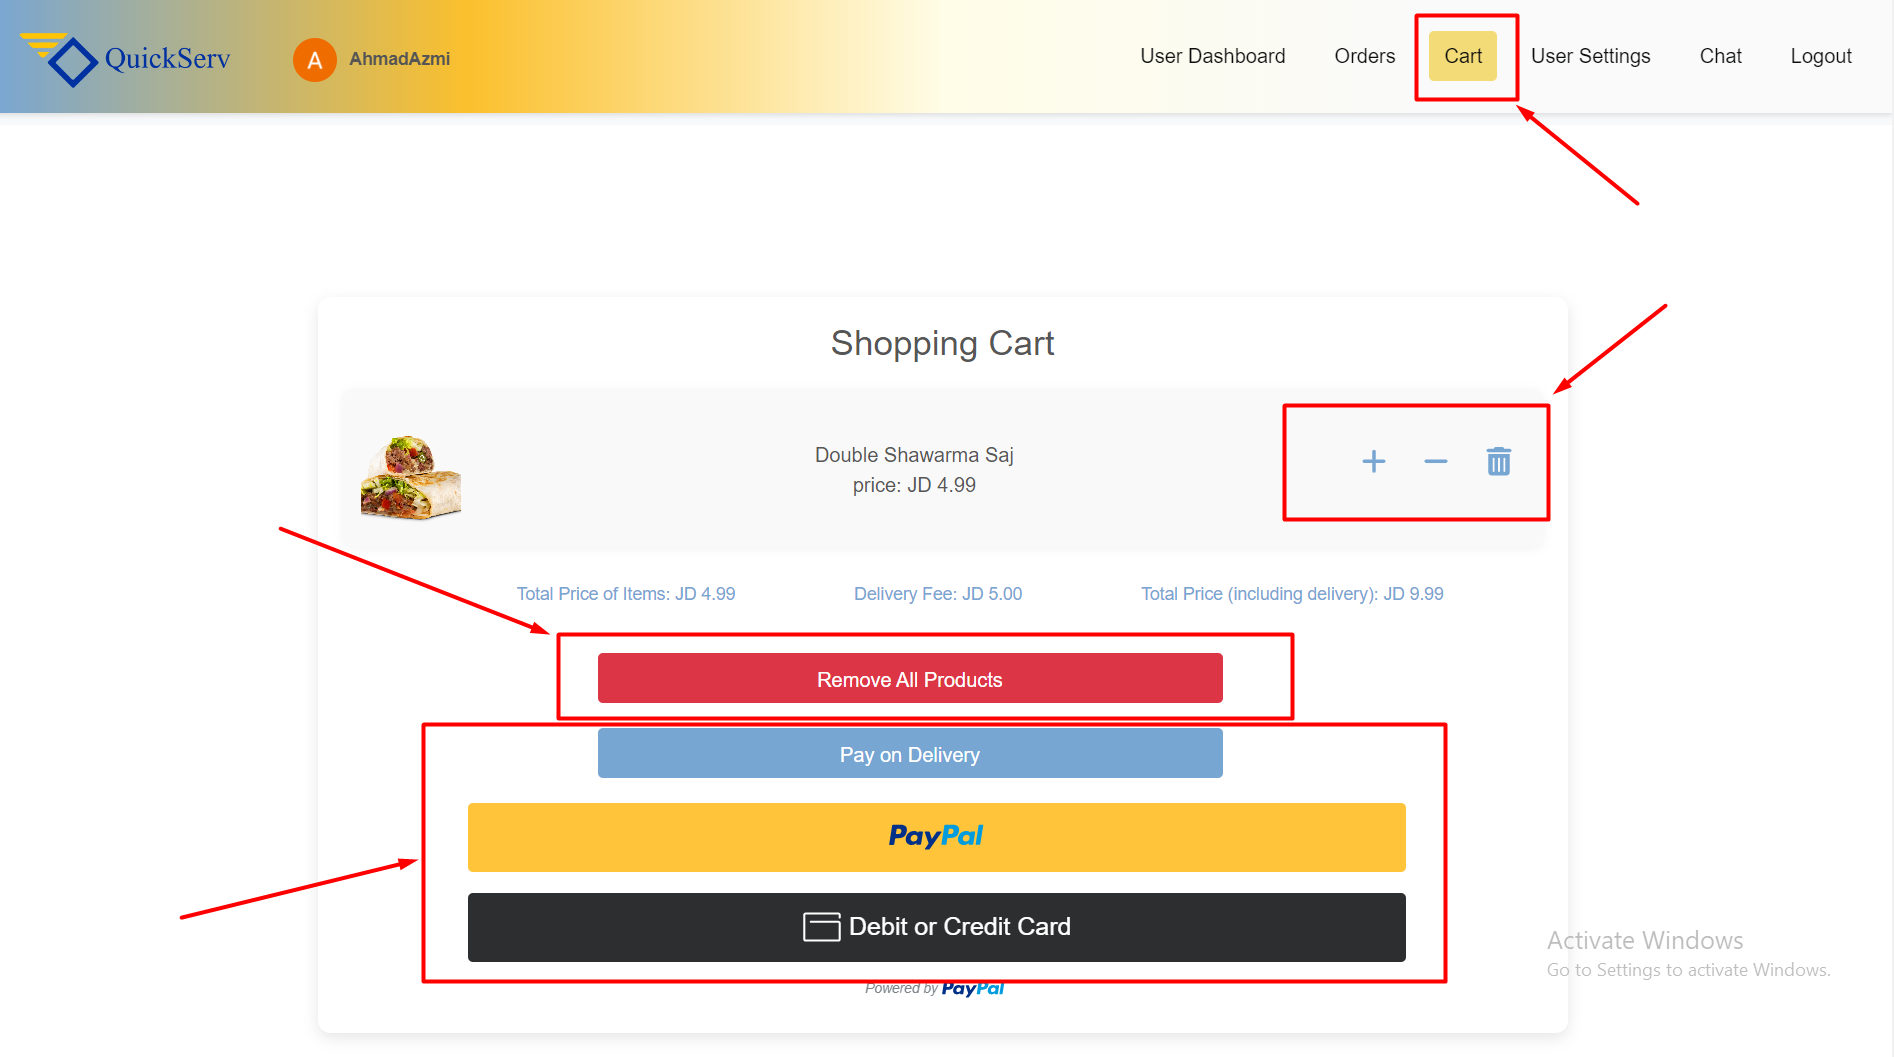 QuickServ
A
AhmadAzmi
User Dashboard
Orders
Cart
User Settings
Chat
Logout
Shopping Cart
Double Shawarma Saj
price: JD 4.99
Total Price of Items: JD 4.99
Delivery Fee: JD 5.00
Total Price (including delivery): JD 9.99
Remove All Products
Pay on Delivery
PayPal
Debit or Credit Card
Powered by PayPal
Activate Windows
Go to Settings to activate Windows.